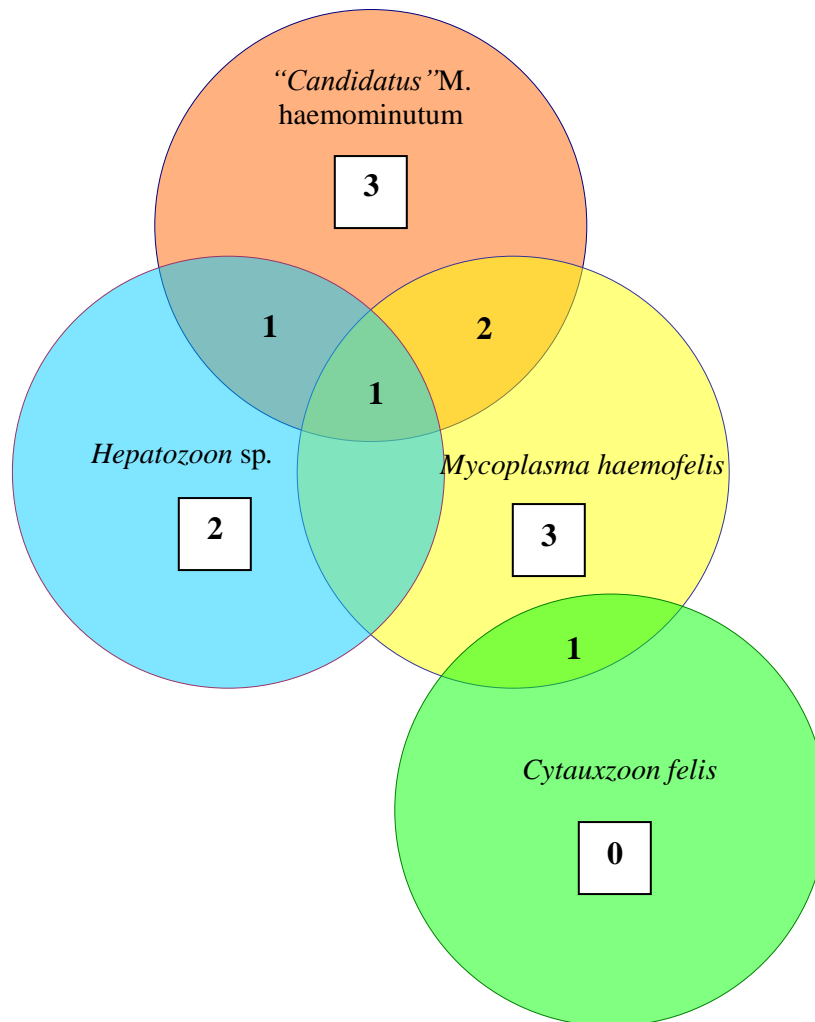 “Candidatus”M.
haemominutum
3
1
2
1
Hepatozoon sp.
Mycoplasma haemofelis
2
3
1
Cytauxzoon felis
0